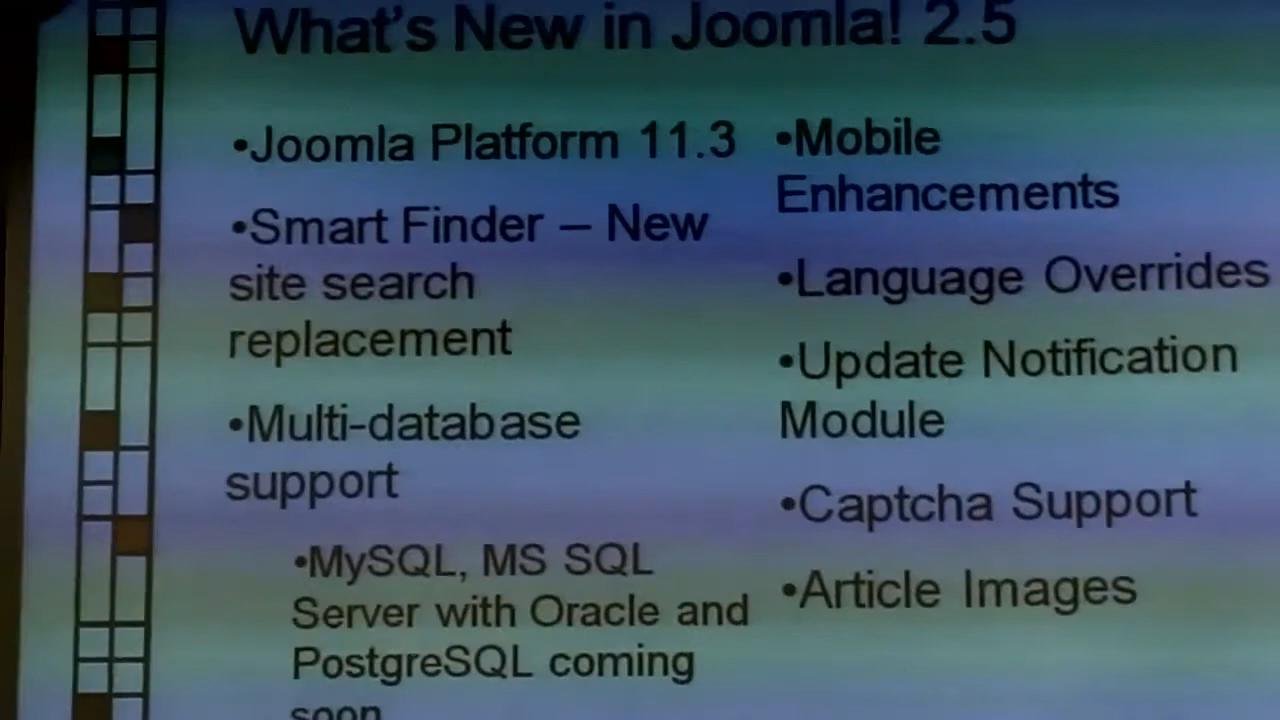 What's New in Joomla! 2.5
•Joomla Platform 11.3
•Smart Finder – New
site search
replacement
•Multi-database
support
•MySQL, MS SQL
Server with Oracle and
PostgreSQL coming
soon
•Mobile
Enhancements
•Language Overrides
•Update Notification
Module
•Captcha Support
•Article Images